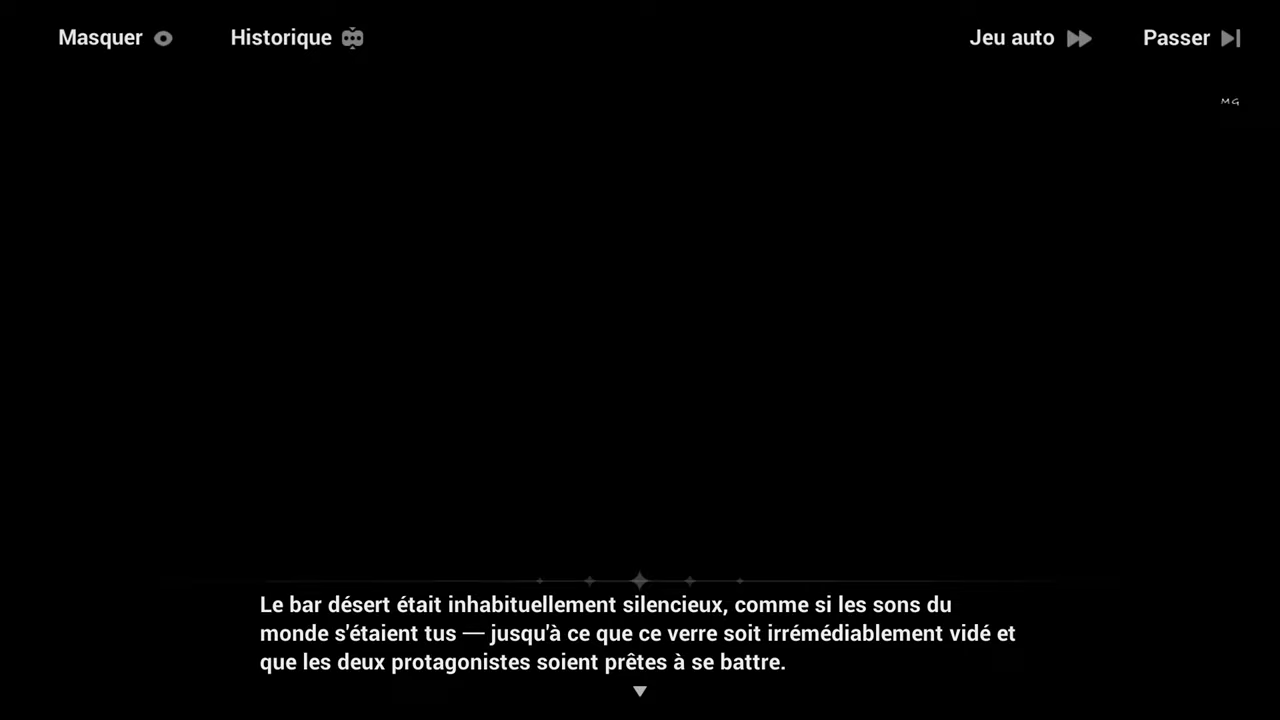 Masquer
Historique
Jeu auto
Passer
MG
Le bar désert était inhabituellement silencieux, comme si les sons du
monde s'étaient tus — jusqu'à ce que ce verre soit irrémédiablement vidé et
que les deux protagonistes soient prêtes à se battre.